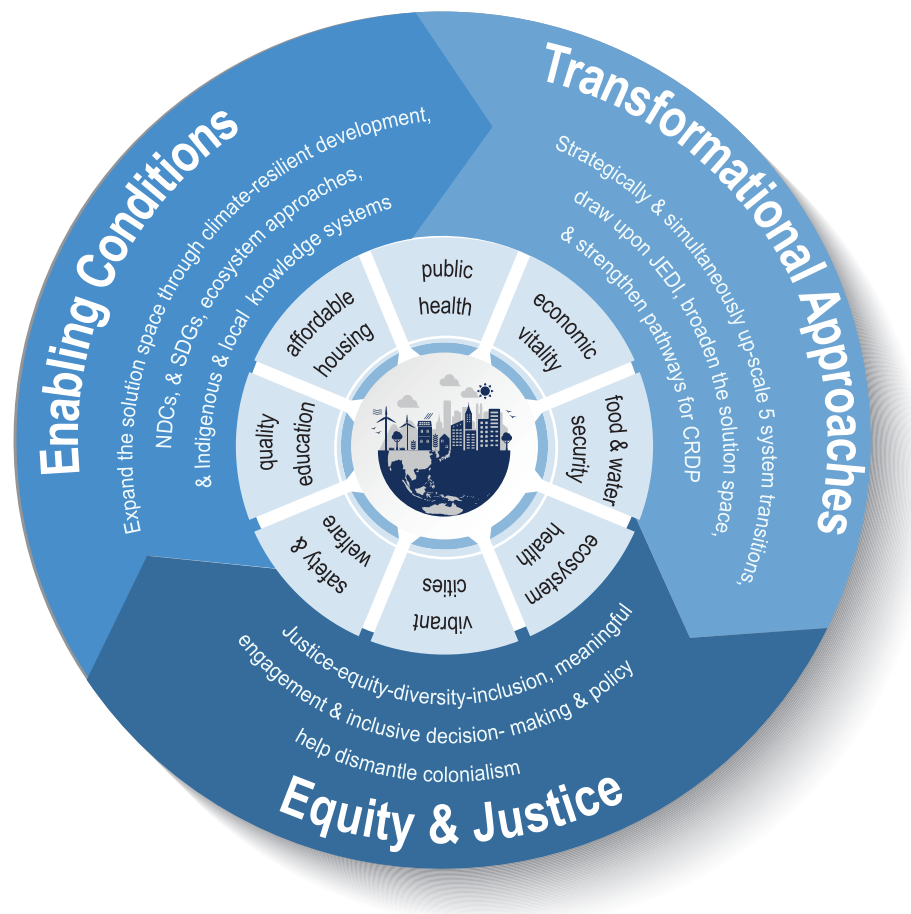 Enabling Conditions
Expand the solution space through climate-resilient development,
NDCs, & SDGs, ecosystem approaches,
& Indigenous & local knowledge systems
Transformational Approaches
Strategically & simultaneously up-scale 5 system transitions,
draw upon JEDI, broaden the solution space,
& strengthen pathways for CRDP
public
health
economic
vitality
food & water
security
ecosystem
health
vibrant
cities
safety &
welfare
quality
education
affordable
housing
Justice-equity-diversity-inclusion, meaningful
engagement & inclusive decision- making & policy
help dismantle colonialism
Equity & Justice